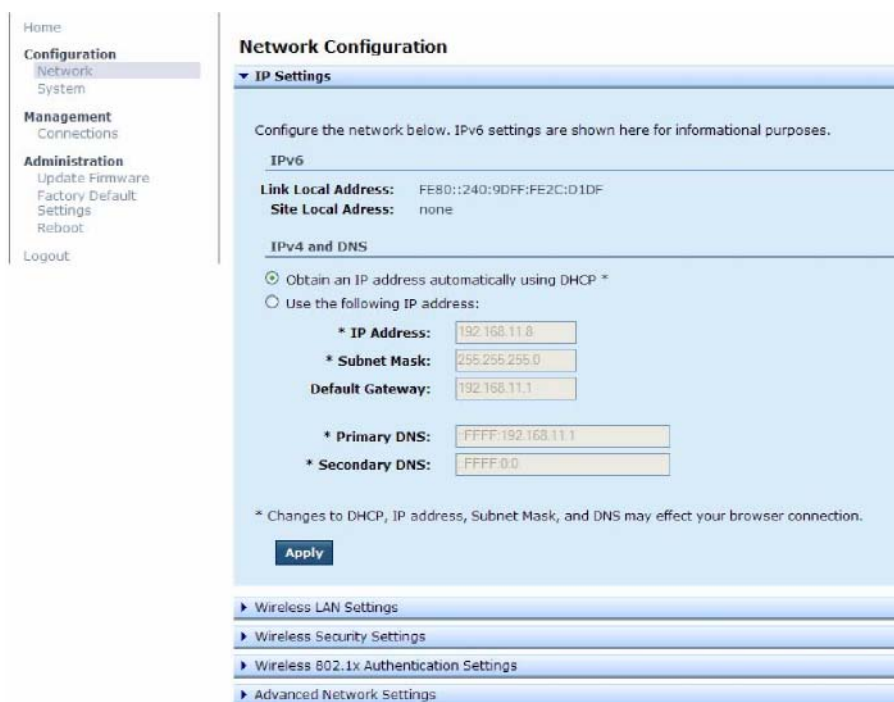 Home
Configuration
Network
System
Management
Connections
Administration
Update Firmware
Factory Default
Settings
Reboot
Logout
Network Configuration
IP Settings
Configure the network below. IPv6 settings are shown here for informational purposes.
IPv6
Link Local Address: FE80::240:9DFF:FE2C:D1DF
Site Local Adress: none
IPv4 and DNS
Obtain an IP address automatically using DHCP *
Use the following IP address:
* IP Address: 192.168.11.8
* Subnet Mask: 255.255.255.0
Default Gateway: 192.168.11.1
* Primary DNS: ::FFFF:192.168.11.1
* Secondary DNS: ::FFFF:0:0
* Changes to DHCP, IP address, Subnet Mask, and DNS may effect your browser connection.
Apply
Wireless LAN Settings
Wireless Security Settings
Wireless 802.1x Authentication Settings
Advanced Network Settings